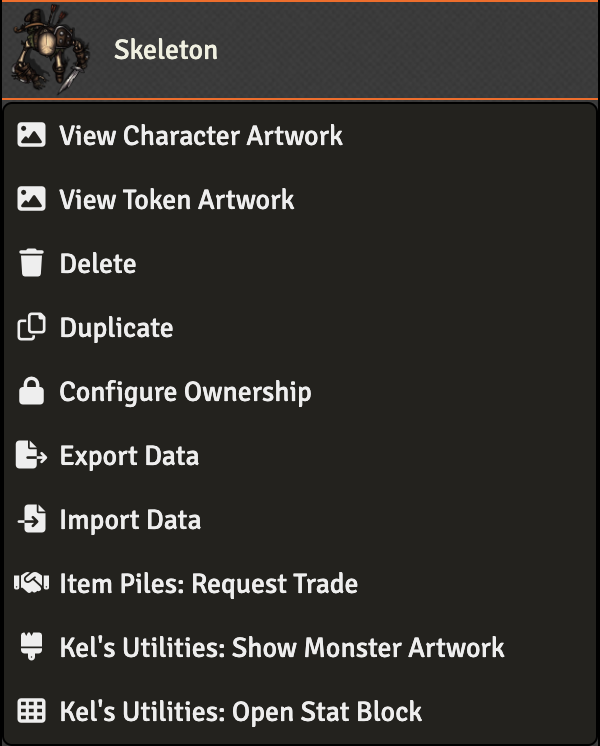 Skeleton
View Character Artwork
View Token Artwork
Delete
Duplicate
Configure Ownership
Export Data
Import Data
Item Piles: Request Trade
Kel's Utilities: Show Monster Artwork
Kel's Utilities: Open Stat Block